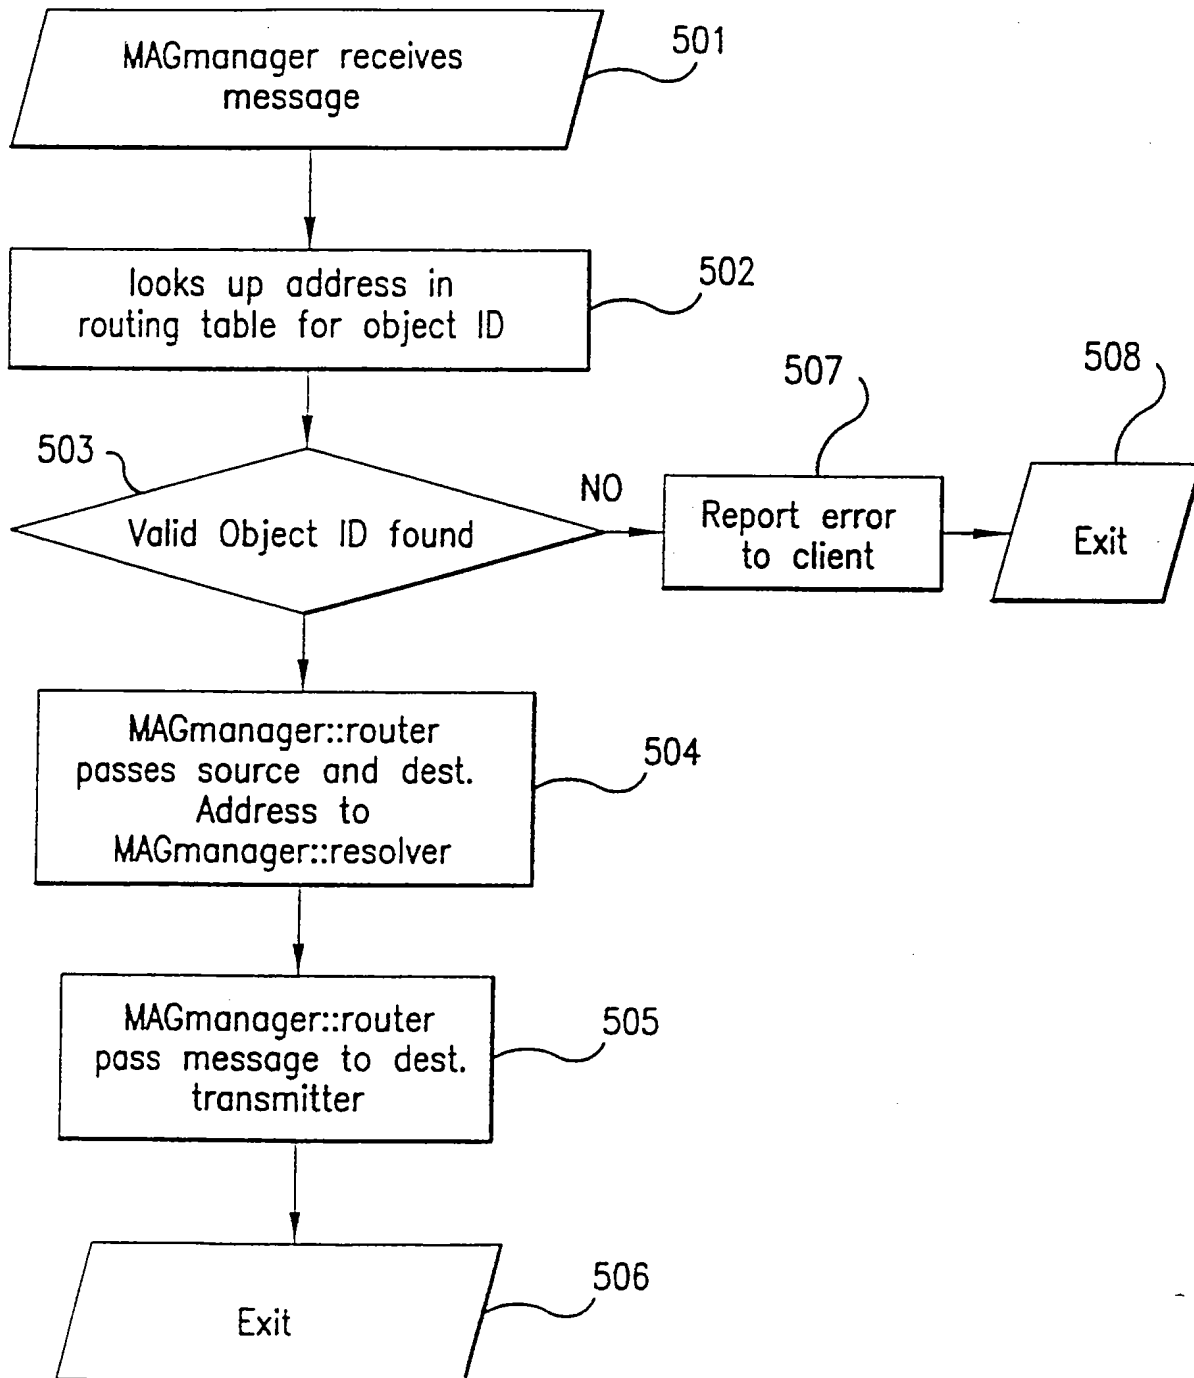 MAGmanager receives
message
501
looks up address in
routing table for object ID
502
503
Valid Object ID found
NO
507
Report error
to client
508
Exit
MAGmanager::router
passes source and dest.
Address to
MAGmanager::resolver
504
MAGmanager::router
pass message to dest.
transmitter
505
Exit
506